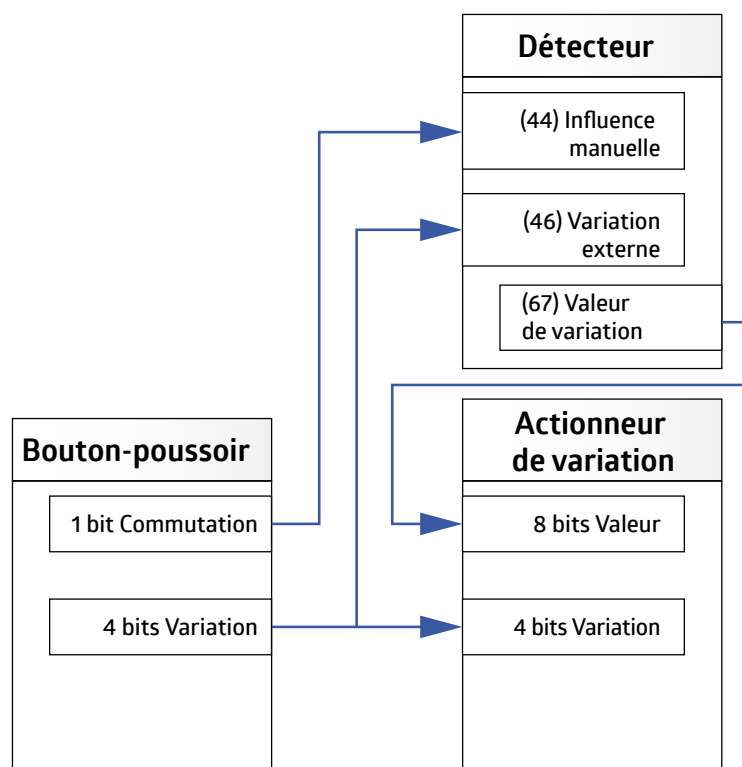 Détecteur
(44) Influence
manuelle
(46) Variation
externe
(67) Valeur
de variation
Bouton-poussoir
1 bit Commutation
4 bits Variation
Actionneur
de variation
8 bits Valeur
4 bits Variation